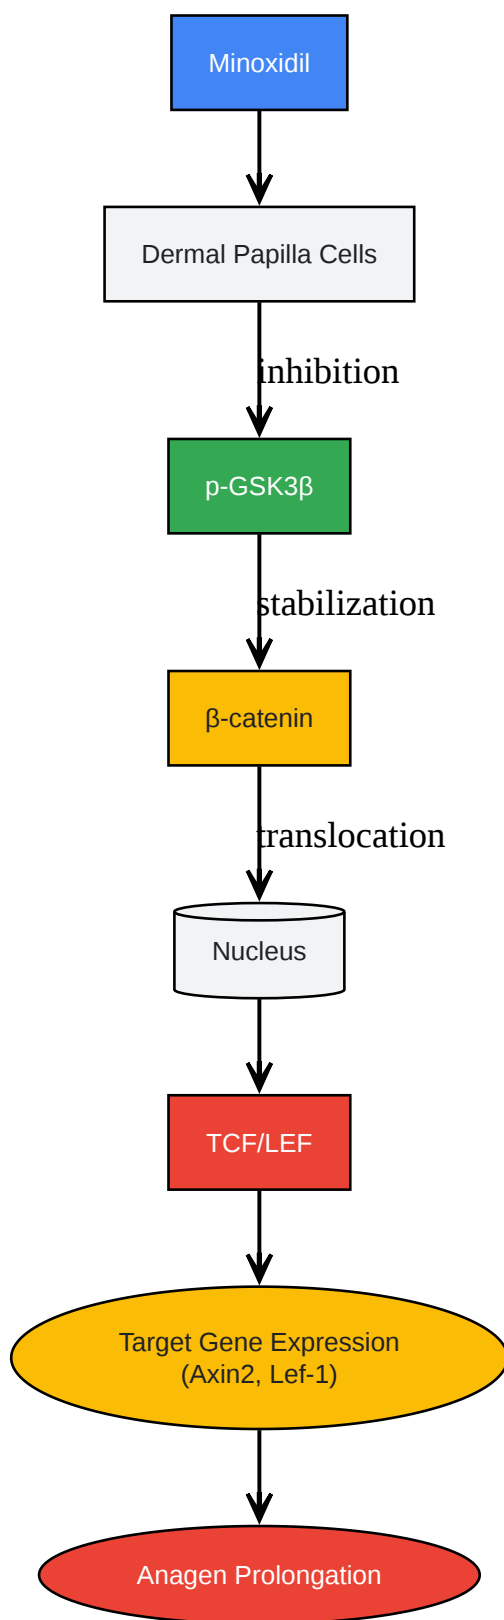 Minoxidil
Dermal Papilla Cells
inhibition
p-GSK3β
stabilization
β-catenin
translocation
Nucleus
TCF/LEF
Target Gene Expression
(Axin2, Lef-1)
Anagen Prolongation